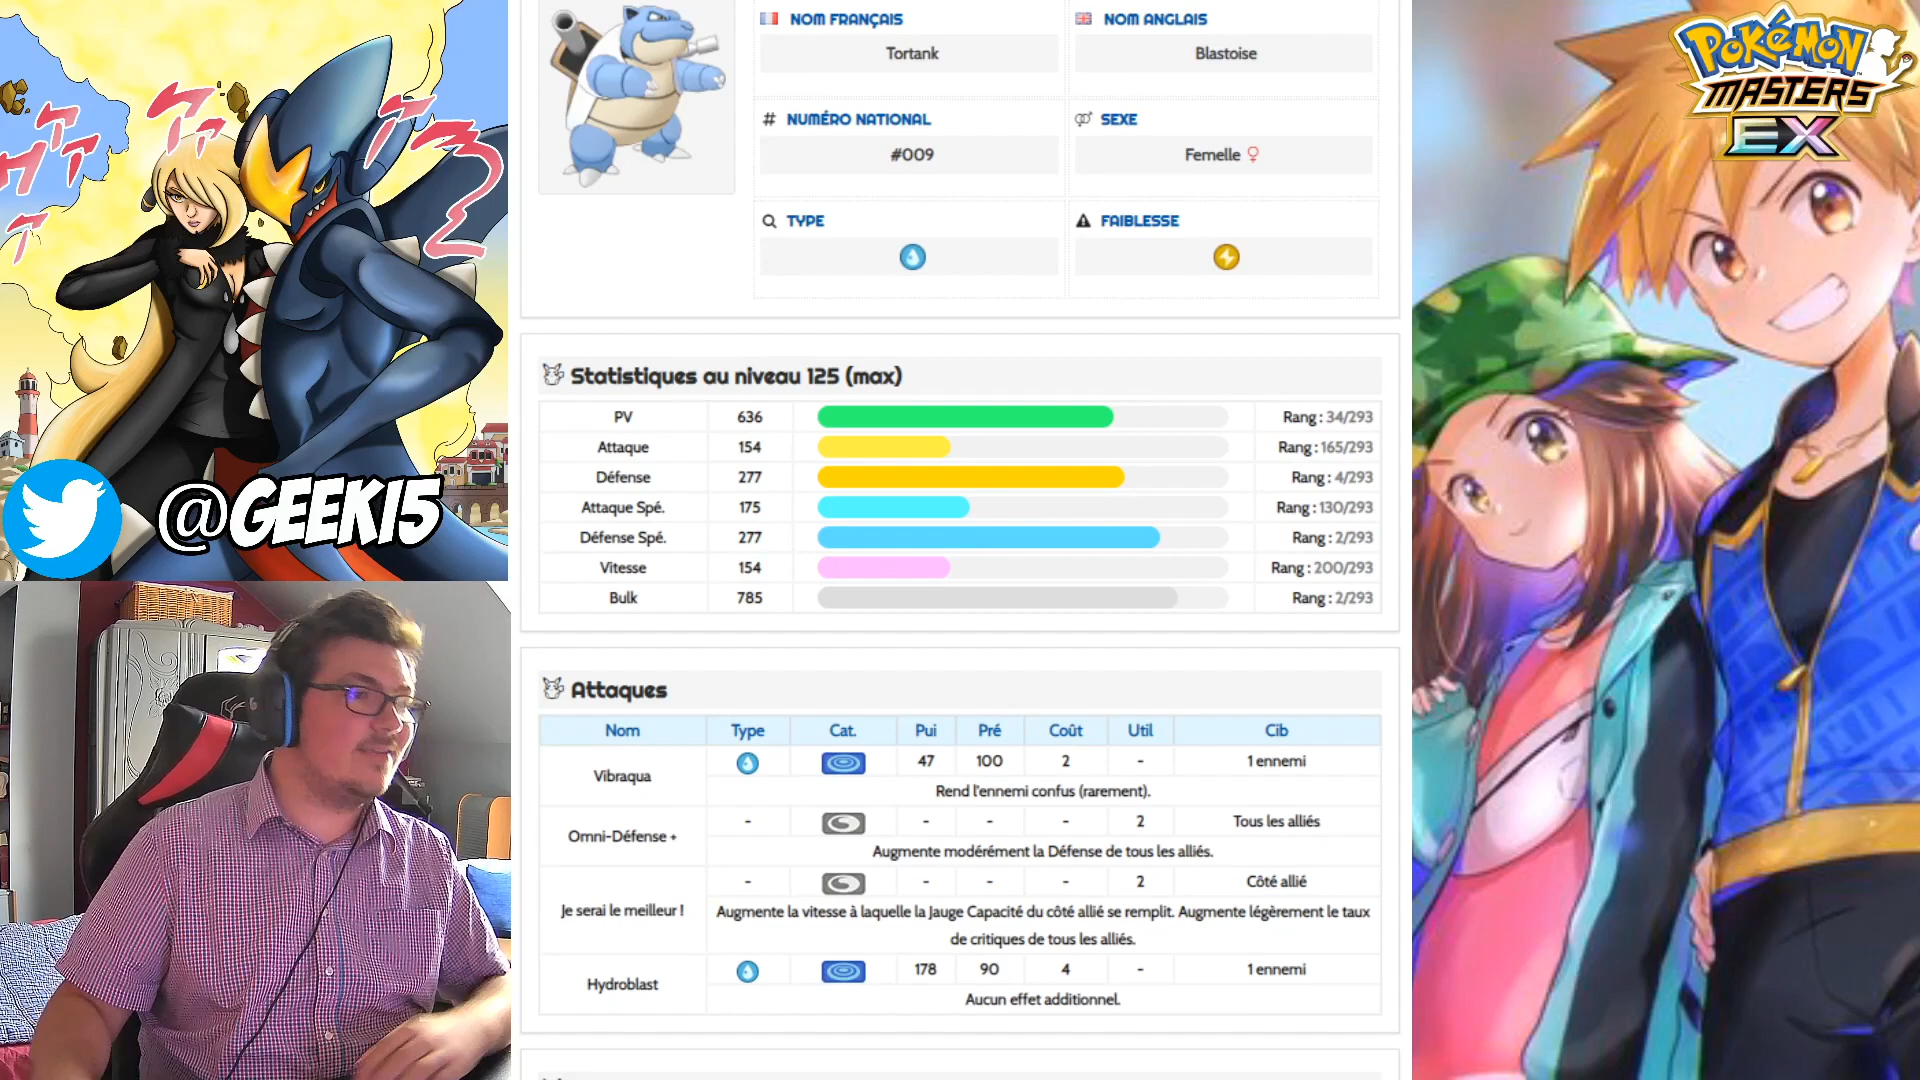 @GEEKI5
NOM FRANÇAIS
NOM ANGLAIS
Tortank
Blastoise
# NUMÉRO NATIONAL
SEXE
#009
Femelle ♀
TYPE
FAIBLESSE
Statistiques au niveau 125 (max)
PV 636 Rang : 34/293
Attaque 154 Rang : 165/293
Défense 277 Rang : 4/293
Attaque Spé. 175 Rang : 130/293
Défense Spé. 277 Rang : 2/293
Vitesse 154 Rang : 200/293
Bulk 785 Rang : 2/293
Attaques
Nom Type Cat. Pui Pré Coût Util Cib
Vibraqua 47 100 2 - 1 ennemi
Rend l'ennemi confus (rarement).
Omni-Défense + - - - - 2 Tous les alliés
Augmente modérément la Défense de tous les alliés.
Je serai le meilleur ! - - - - 2 Côté allié
Augmente la vitesse à laquelle la Jauge Capacité du côté allié se remplit. Augmente légèrement le taux
de critiques de tous les alliés.
Hydroblast 178 90 4 - 1 ennemi
Aucun effet additionnel.
POKÉMON
MASTERS
EX